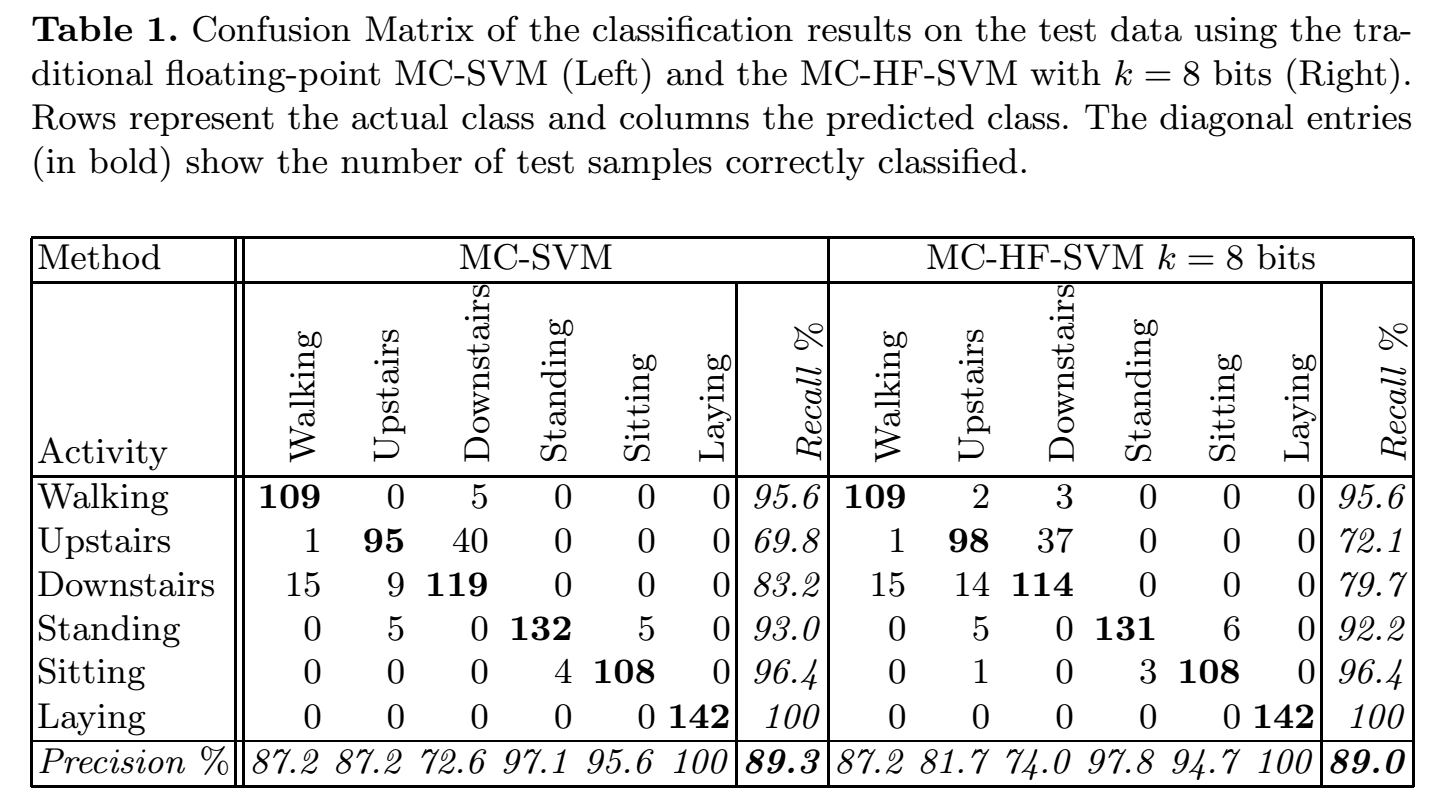 Table 1. Confusion Matrix of the classification results on the test data using the tra-
ditional floating-point MC-SVM (Left) and the MC-HF-SVM with k = 8 bits (Right).
Rows represent the actual class and columns the predicted class. The diagonal entries
(in bold) show the number of test samples correctly classified.
Method MC-SVM MC-HF-SVM k = 8 bits
Activity Walking Upstairs Downstairs Standing Sitting Laying Recall % Walking Upstairs Downstairs Standing Sitting Laying Recall %
Walking 109 0 5 0 0 0 95.6 109 2 3 0 0 0 95.6
Upstairs 1 95 40 0 0 0 69.8 1 98 37 0 0 0 72.1
Downstairs 15 9 119 0 0 0 83.2 15 14 114 0 0 0 79.7
Standing 0 5 0 132 5 0 93.0 0 5 0 131 6 0 92.2
Sitting 0 0 0 4 108 0 96.4 0 1 0 3 108 0 96.4
Laying 0 0 0 0 0 142 100 0 0 0 0 0 142 100
Precision % 87.2 87.2 72.6 97.1 95.6 100 89.3 87.2 81.7 74.0 97.8 94.7 100 89.0